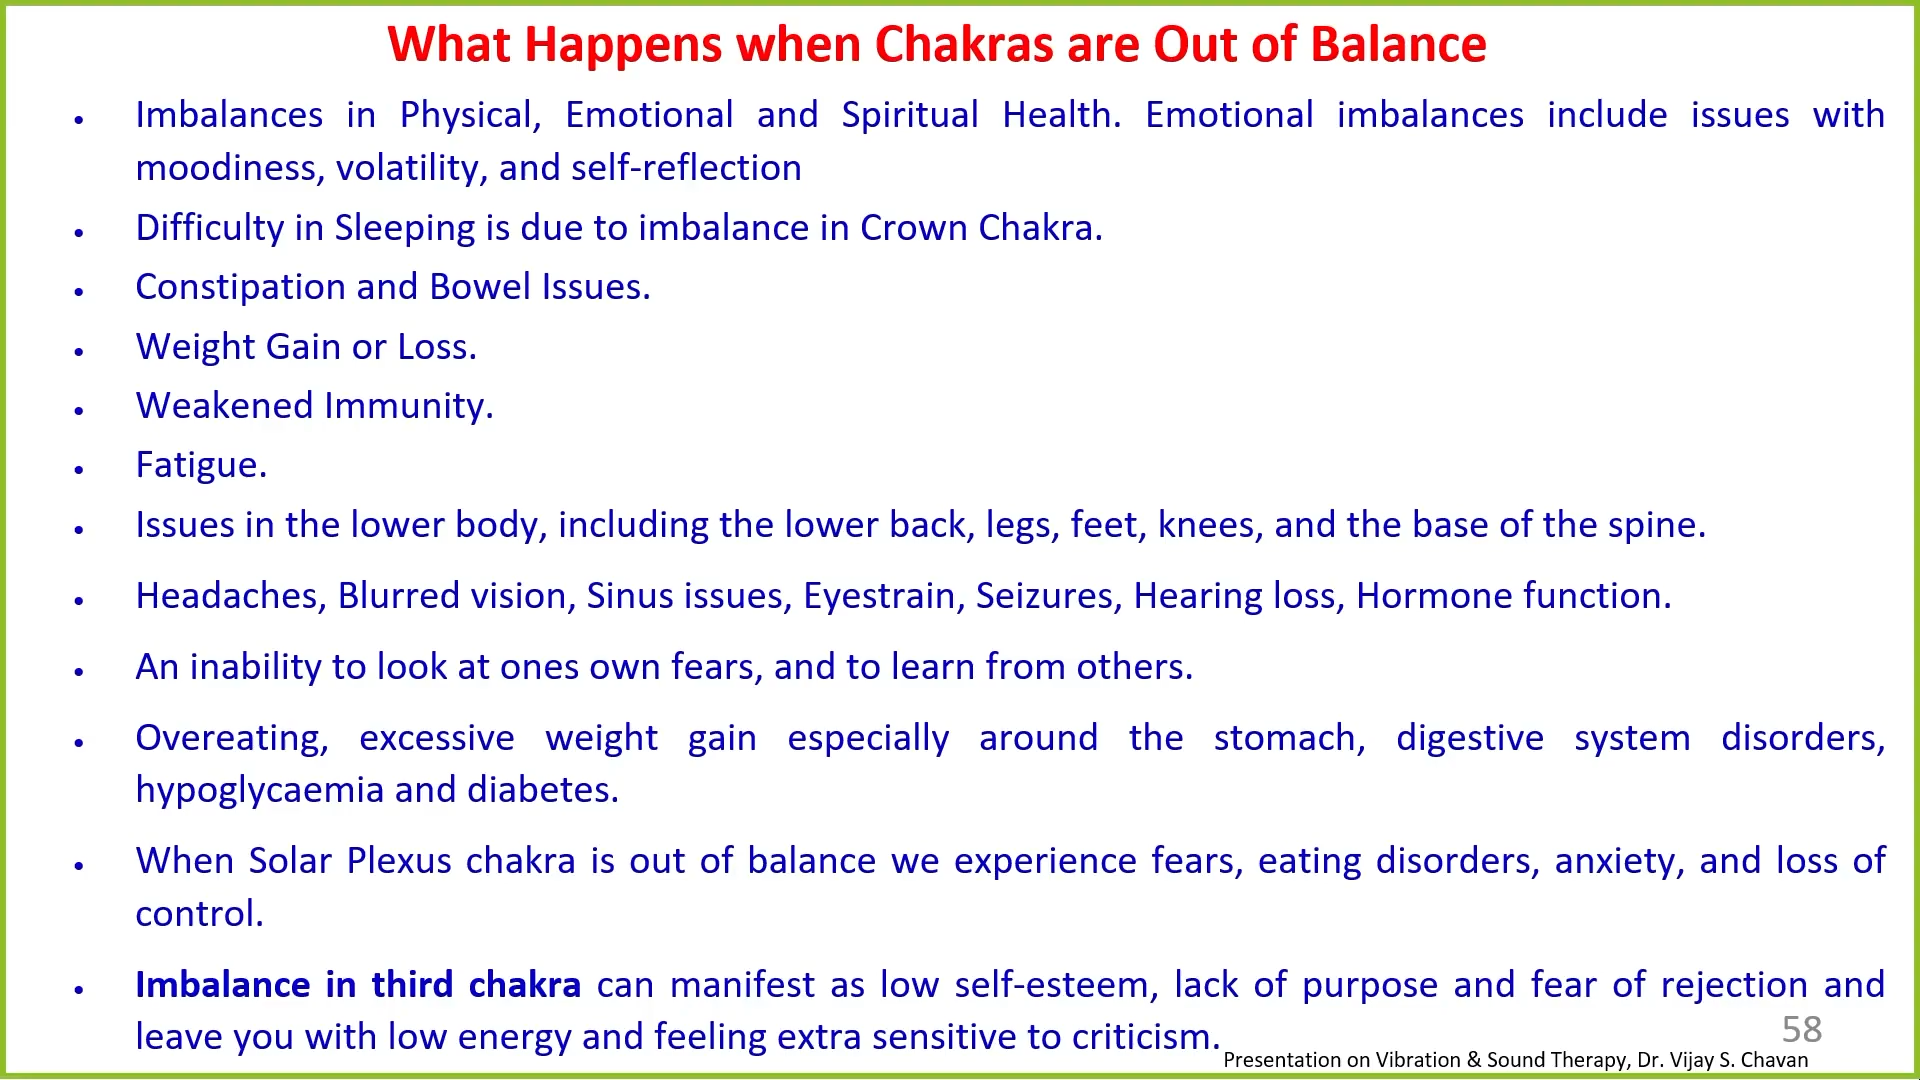 What Happens when Chakras are Out of Balance
• Imbalances in Physical, Emotional and Spiritual Health. Emotional imbalances include issues with
moodiness, volatility, and self-reflection
• Difficulty in Sleeping is due to imbalance in Crown Chakra.
• Constipation and Bowel Issues.
• Weight Gain or Loss.
• Weakened Immunity.
• Fatigue.
• Issues in the lower body, including the lower back, legs, feet, knees, and the base of the spine.
• Headaches, Blurred vision, Sinus issues, Eyestrain, Seizures, Hearing loss, Hormone function.
• An inability to look at ones own fears, and to learn from others.
• Overeating, excessive weight gain especially around the stomach, digestive system disorders,
hypoglycaemia and diabetes.
• When Solar Plexus chakra is out of balance we experience fears, eating disorders, anxiety, and loss of
control.
• Imbalance in third chakra can manifest as low self-esteem, lack of purpose and fear of rejection and
leave you with low energy and feeling extra sensitive to criticism.
58
Presentation on Vibration & Sound Therapy, Dr. Vijay S. Chavan